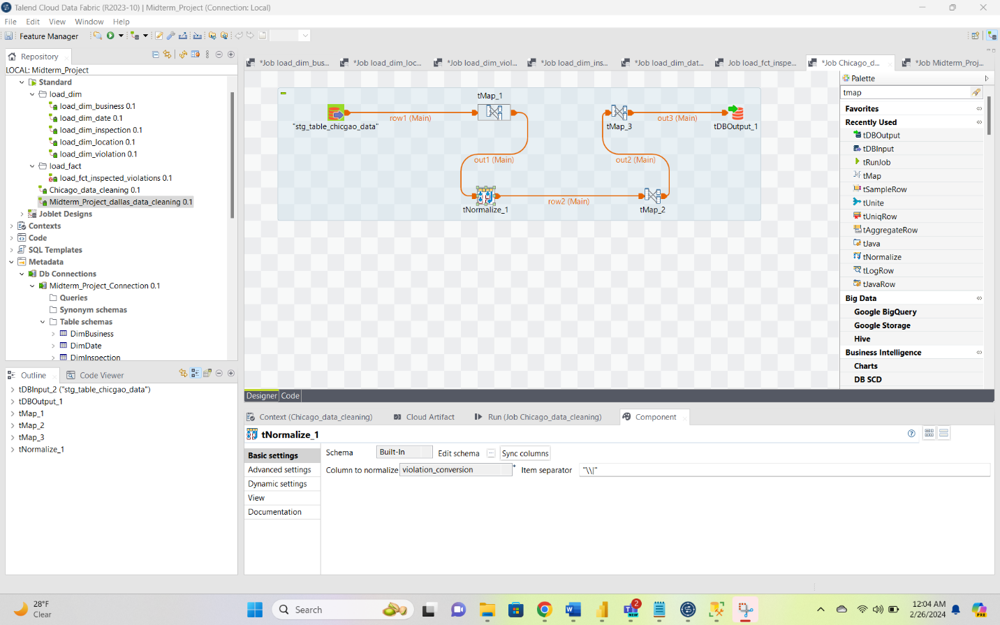 Talend Cloud Data Fabric (R2023-10) | Midterm_Project (Connection: Local)
File Edit View Window Help
Feature Manager
Repository
LOCAL: Midterm_Project
Standard
load_dim
load_dim_business 0.1
load_dim_date 0.1
load_dim_inspection 0.1
load_dim_location 0.1
load_dim_violation 0.1
load_fact
load_fct_inspected_violations 0.1
Chicago_data_cleaning 0.1
Midterm_Project_dallas_data_cleaning 0.1
Joblet Designs
Contexts
Code
SQL Templates
Metadata
Db Connections
Midterm_Project_Connection 0.1
Queries
Synonym schemas
Table schemas
DimBusiness
DimDate
DimInspection
Outline Code Viewer
tDBInput_2 ("stg_table_chicgao_data")
tDBOutput_1
tMap_1
tMap_2
tMap_3
tNormalize_1
*Job load_dim_bus... *Job load_dim_loc... *Job load_dim_viol... *Job load_dim_ins... *Job load_dim_dat... Job load_fct_inspe... *Job Chicago_d... *Job Midterm_Proj...
tMap_1
row1 (Main)
"stg_table_chicgao_data"
out1 (Main)
tNormalize_1
row2 (Main)
tMap_2
out2 (Main)
tMap_3
out3 (Main)
tDBOutput_1
Palette
tmap
Favorites
Recently Used
tDBOutput
tDBInput
tRunJob
tMap
tSampleRow
tUnite
tUniqRow
tAggregateRow
tJava
tNormalize
tLogRow
tJavaRow
Big Data
Google BigQuery
Google Storage
Hive
Business Intelligence
Charts
DB SCD
Designer Code
Context (Chicago_data_cleaning) Cloud Artifact Run (Job Chicago_data_cleaning) Component
tNormalize_1
Basic settings
Advanced settings
Dynamic settings
View
Documentation
Schema Built-In Edit schema ... Sync columns
Column to normalize violation_conversion * Item separator "\\|"
28°F
Clear
Search
2
NEW
12:04 AM
2/26/2024
PRE